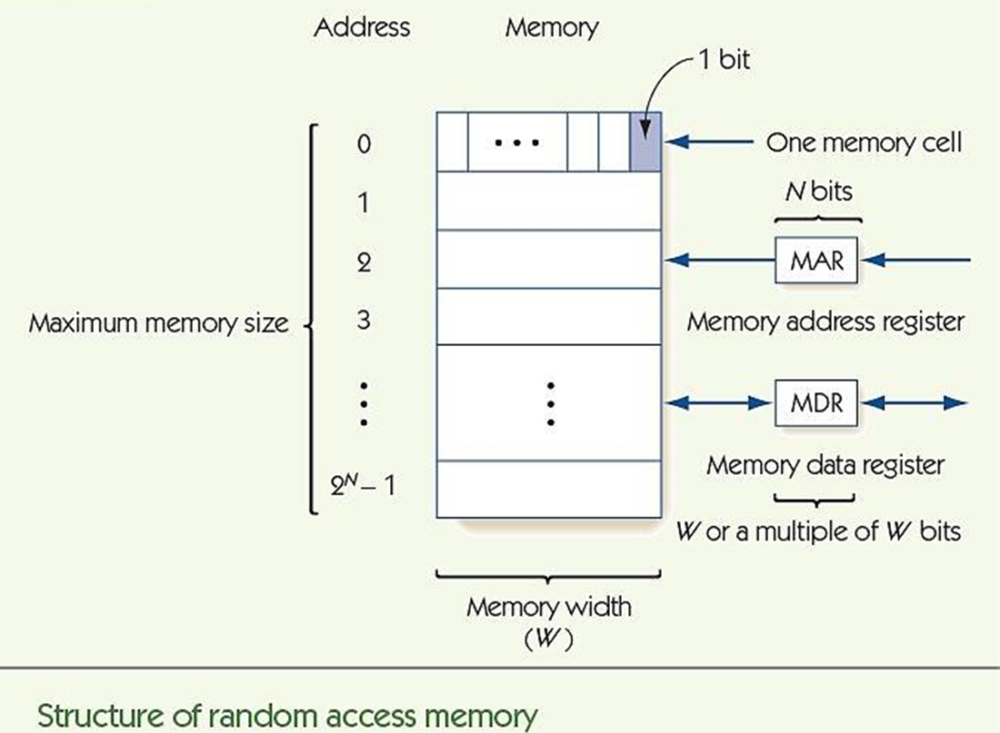 Address Memory
1 bit
0 • • • One memory cell
1 N bits
2 MAR
Maximum memory size 3 Memory address register
MDR
Memory data register
2ᴺ – 1
W or a multiple of W bits
Memory width
(W)
Structure of random access memory